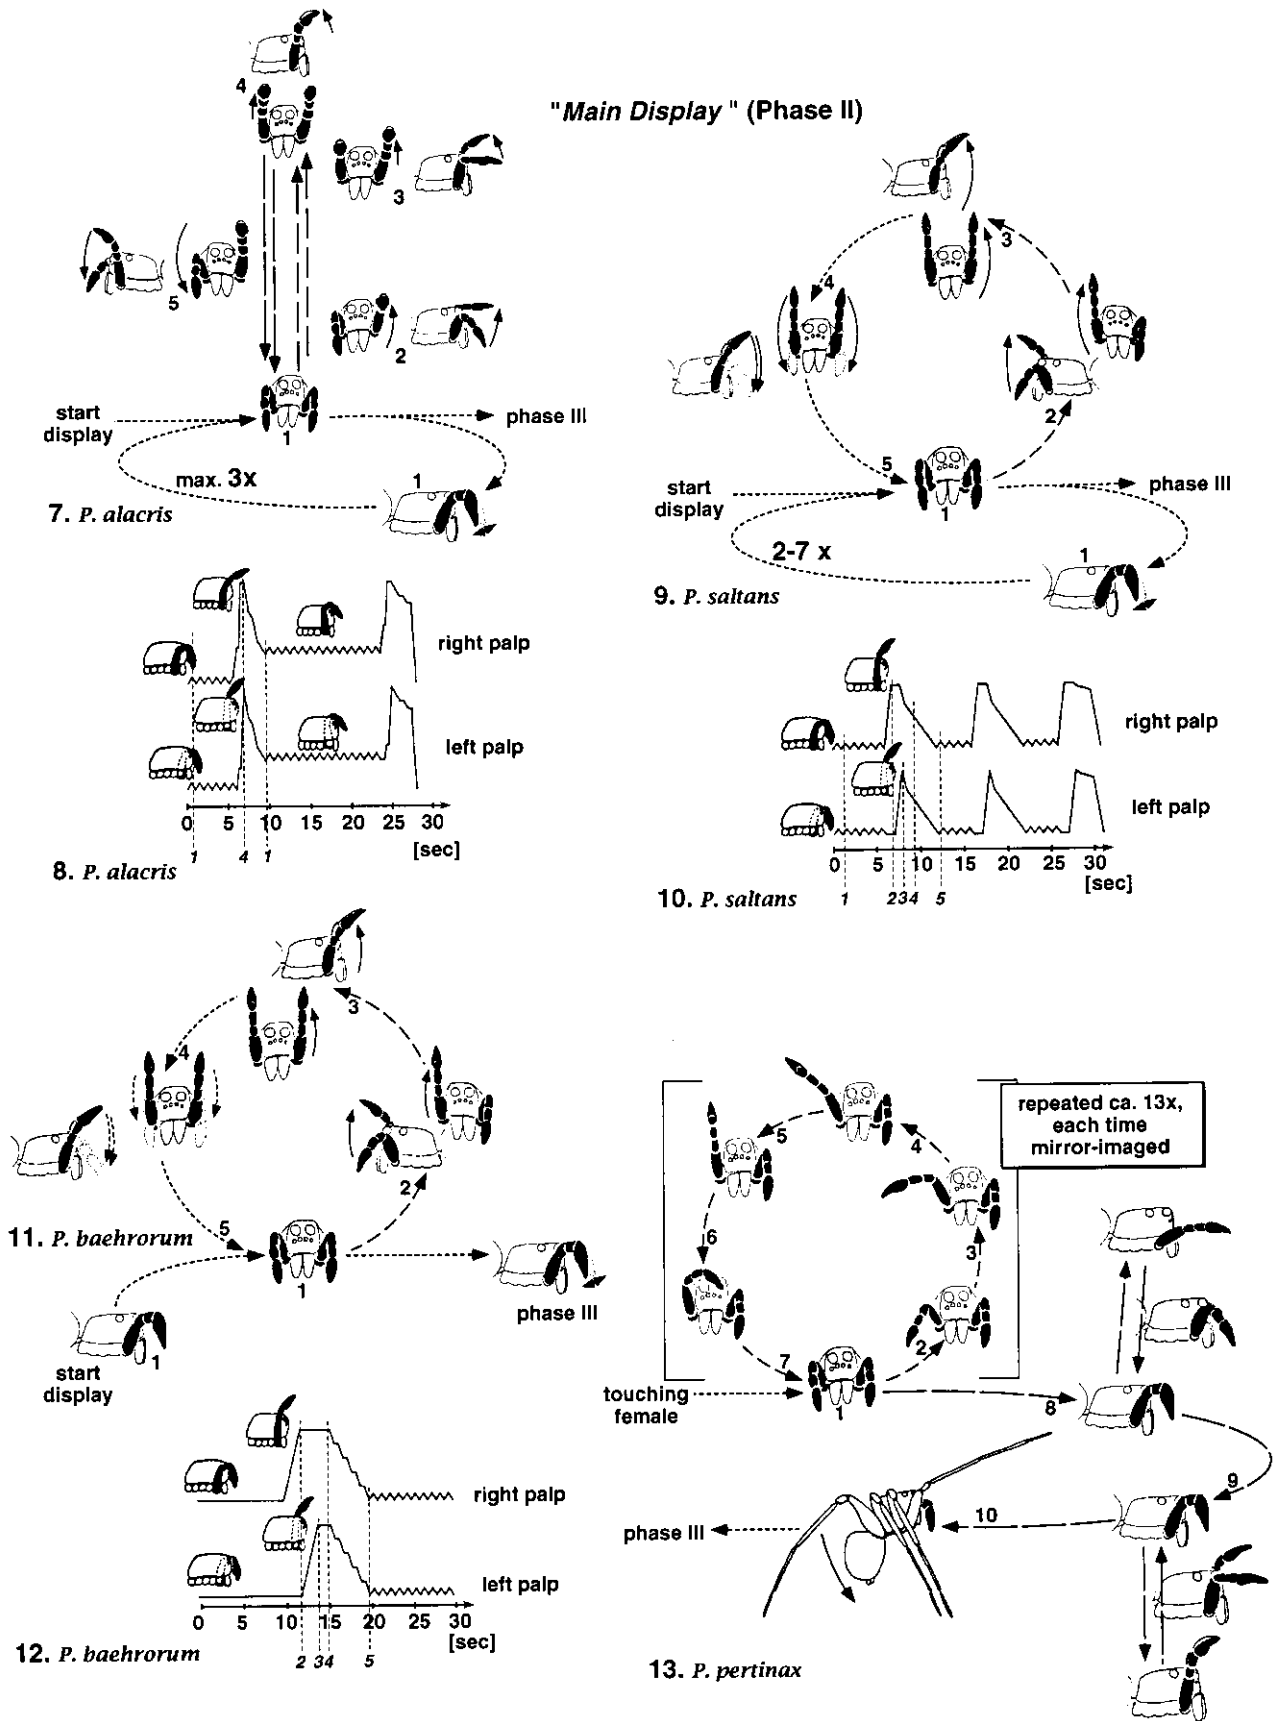 "Main Display " (Phase II)
4
3
5
2
start
display
1
phase III
max. 3x
1
7. P. alacris
right palp
left palp
0 5 10 15 20 25 30
[sec]
1 4 1
8. P. alacris
3
4
2
5
start
display
1
phase III
2-7 x
1
9. P. saltans
right palp
left palp
0 5 10 15 20 25 30
[sec]
1 2 3 4 5
10. P. saltans
3
4
2
5
11. P. baehrorum
1
phase III
start
display
1
right palp
left palp
0 5 10 15 20 25 30
[sec]
2 3 4 5
12. P. baehrorum
repeated ca. 13x,
each time
mirror-imaged
5
4
6
3
7
2
touching
female
1
8
9
10
phase III
13. P. pertinax